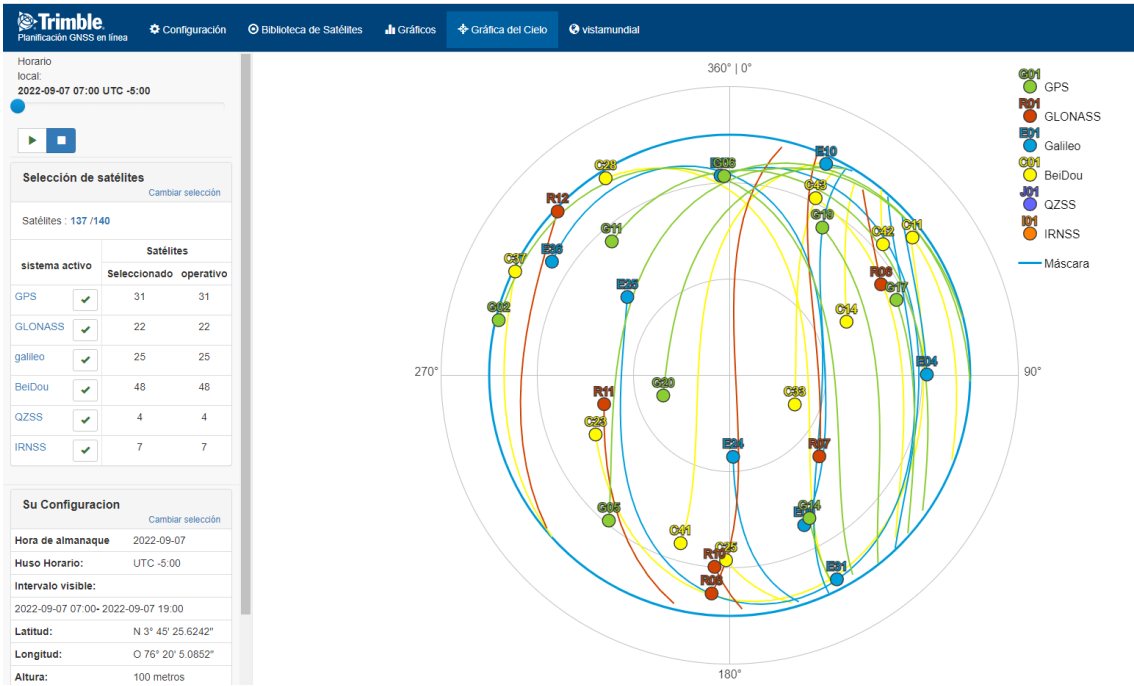 Trimble.
Planificación GNSS en línea
Configuración
Biblioteca de Satélites
Gráficos
Gráfica del Cielo
vistamundial
Horario
local:
2022-09-07 07:00 UTC -5:00
Selección de satélites
Cambiar selección
Satélites : 137 /140
sistema activo
Satélites
Seleccionado operativo
GPS 31 31
GLONASS 22 22
galileo 25 25
BeiDou 48 48
QZSS 4 4
IRNSS 7 7
Su Configuracion
Cambiar selección
Hora de almanaque 2022-09-07
Huso Horario: UTC -5:00
Intervalo visible:
2022-09-07 07:00- 2022-09-07 19:00
Latitud: N 3° 45' 25.6242"
Longitud: O 76° 20' 5.0852"
Altura: 100 metros
360° | 0°
E10
C28
G06
C43
R12
G19
G11
C11
C42
E36
C37
R06
E25
G17
G02
C14
E04
270°
90°
G20
R11
C33
C23
E24
R07
G05
G14
C41
C25
R10
E31
R08
180°
G01
GPS
R01
GLONASS
E01
Galileo
C01
BeiDou
J01
QZSS
I01
IRNSS
Máscara